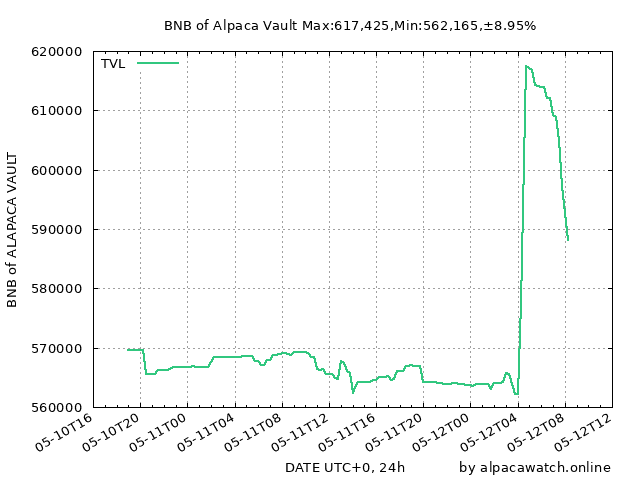 BNB of Alpaca Vault Max:617,425,Min:562,165,±8.95%
TVL
BNB of ALAPACA VAULT
620000
610000
600000
590000
580000
570000
560000
05-10T16
05-10T20
05-11T00
05-11T04
05-11T08
05-11T12
05-11T16
05-11T20
05-12T00
05-12T04
05-12T08
05-12T12
DATE UTC+0, 24h
by alpacawatch.online